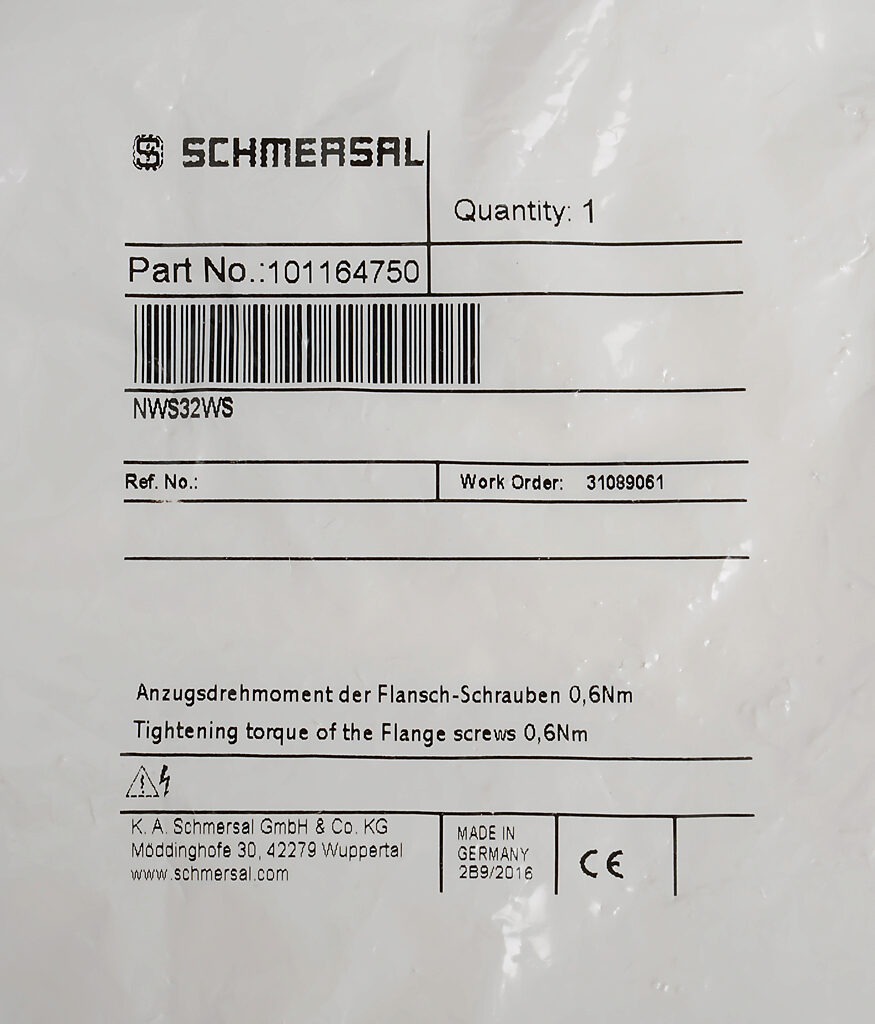 SCHMERSAL
Quantity: 1
Part No.:101164750
NWS32WS
Ref. No.:
Work Order: 31089061
Anzugsdrehmoment der Flansch-Schrauben 0,6Nm
Tightening torque of the Flange screws 0,6Nm
K. A. Schmersal GmbH & Co. KG
Möddinghofe 30, 42279 Wuppertal
www.schmersal.com
MADE IN
GERMANY
2B9/2016
CE